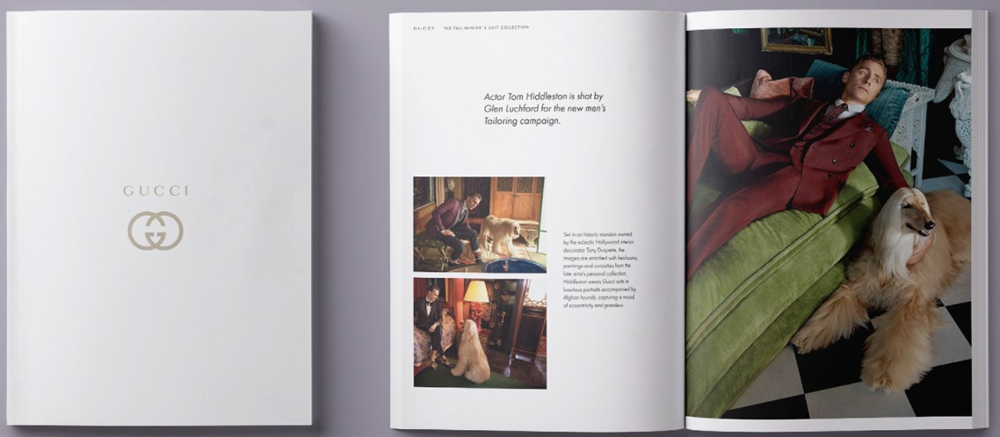 GUCCI
GUCCI THE FALL WINTER'S 2017 COLLECTION
Actor Tom Hiddleston is shot by
Glen Luchford for the new men's
Tailoring campaign.
Set in an historic mansion owned
by the eclectic Hollywood interior
decorator Tony Duquette, the
images are enriched with heirlooms,
paintings and curiosities from the
late artist's personal collection.
Hiddleston wears Gucci suits in
luxurious portraits accompanied by
Afghan hounds, capturing a mood
of eccentricity and grandeur.